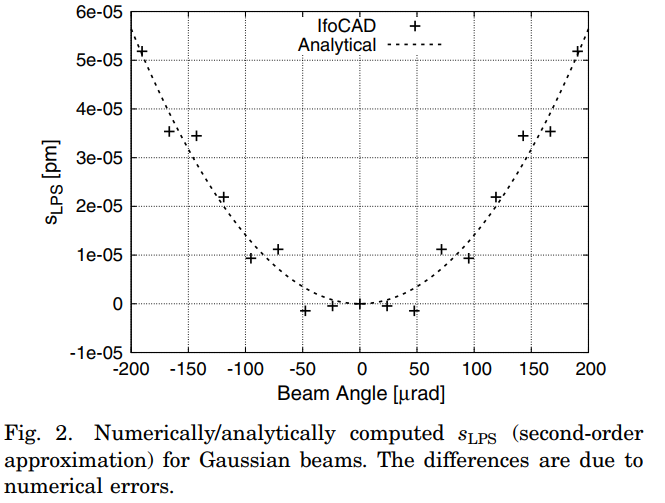 6e-05
5e-05
4e-05
3e-05
2e-05
1e-05
0
-1e-05
sLPS [pm]
IfoCAD
Analytical
-200 -150 -100 -50 0 50 100 150 200
Beam Angle [μrad]
Fig. 2. Numerically/analytically computed sLPS (second-order
approximation) for Gaussian beams. The differences are due to
numerical errors.